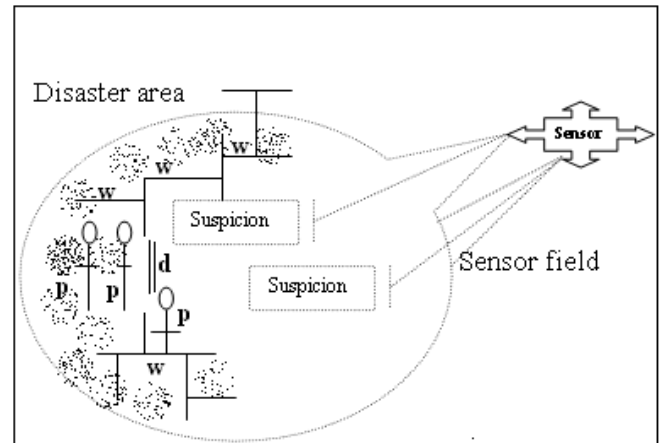 Disaster area
Sensor
w
w
w
Suspicion
d
Sensor field
Suspicion
p
p
p
w